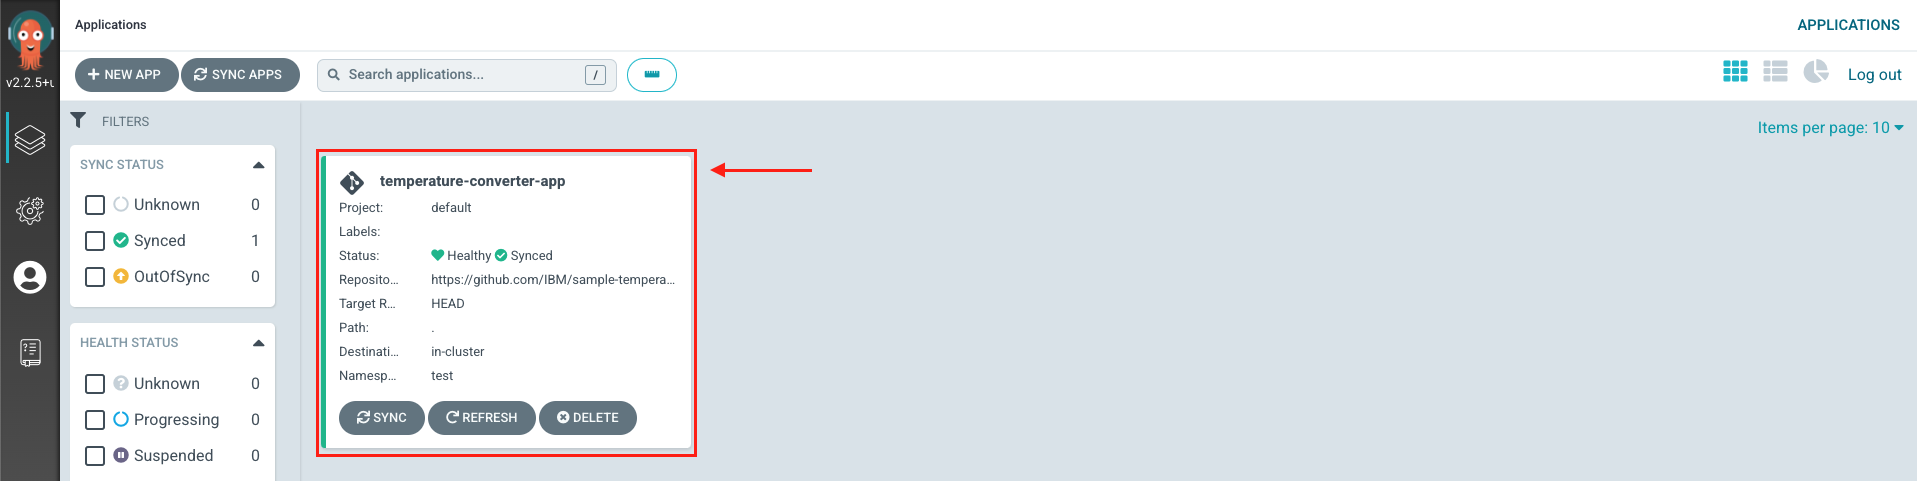 Applications
APPLICATIONS
v2.2.5+u
NEW APP
SYNC APPS
Search applications...
/
Log out
FILTERS
Items per page: 10
SYNC STATUS
Unknown 0
Synced 1
OutOfSync 0
HEALTH STATUS
Unknown 0
Progressing 0
Suspended 0
temperature-converter-app
Project: default
Labels:
Status: Healthy Synced
Reposito... https://github.com/IBM/sample-tempera...
Target R... HEAD
Path: .
Destinati... in-cluster
Namesp... test
SYNC REFRESH DELETE